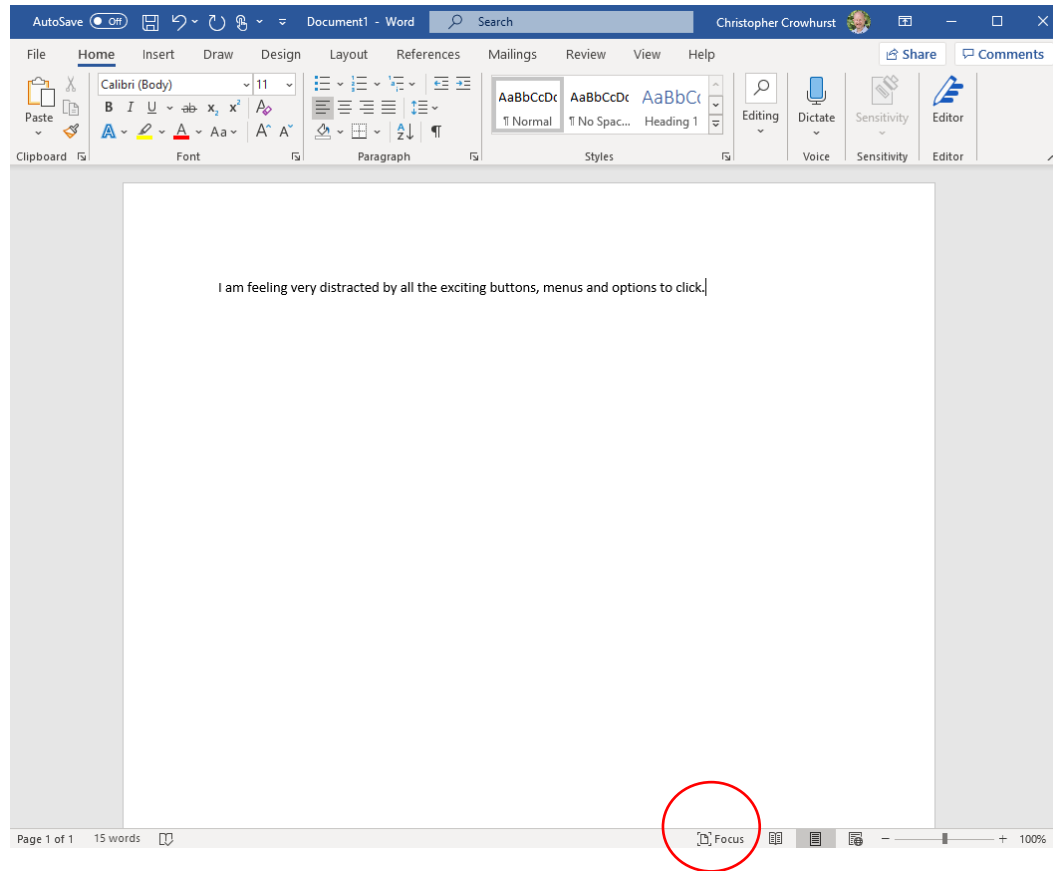 AutoSave Off Document1 - Word Search Christopher Crowhurst
File Home Insert Draw Design Layout References Mailings Review View Help Share Comments
Calibri (Body) 11
AaBbCcDc AaBbCcDc AaBbCc
Paste
B I U ab x₂ x² A
¶ Normal ¶ No Spac... Heading 1
Editing Dictate Sensitivity Editor
A A Aa A A
Clipboard Font Paragraph Styles Voice Sensitivity Editor
I am feeling very distracted by all the exciting buttons, menus and options to click.
Page 1 of 1 15 words Focus 100%